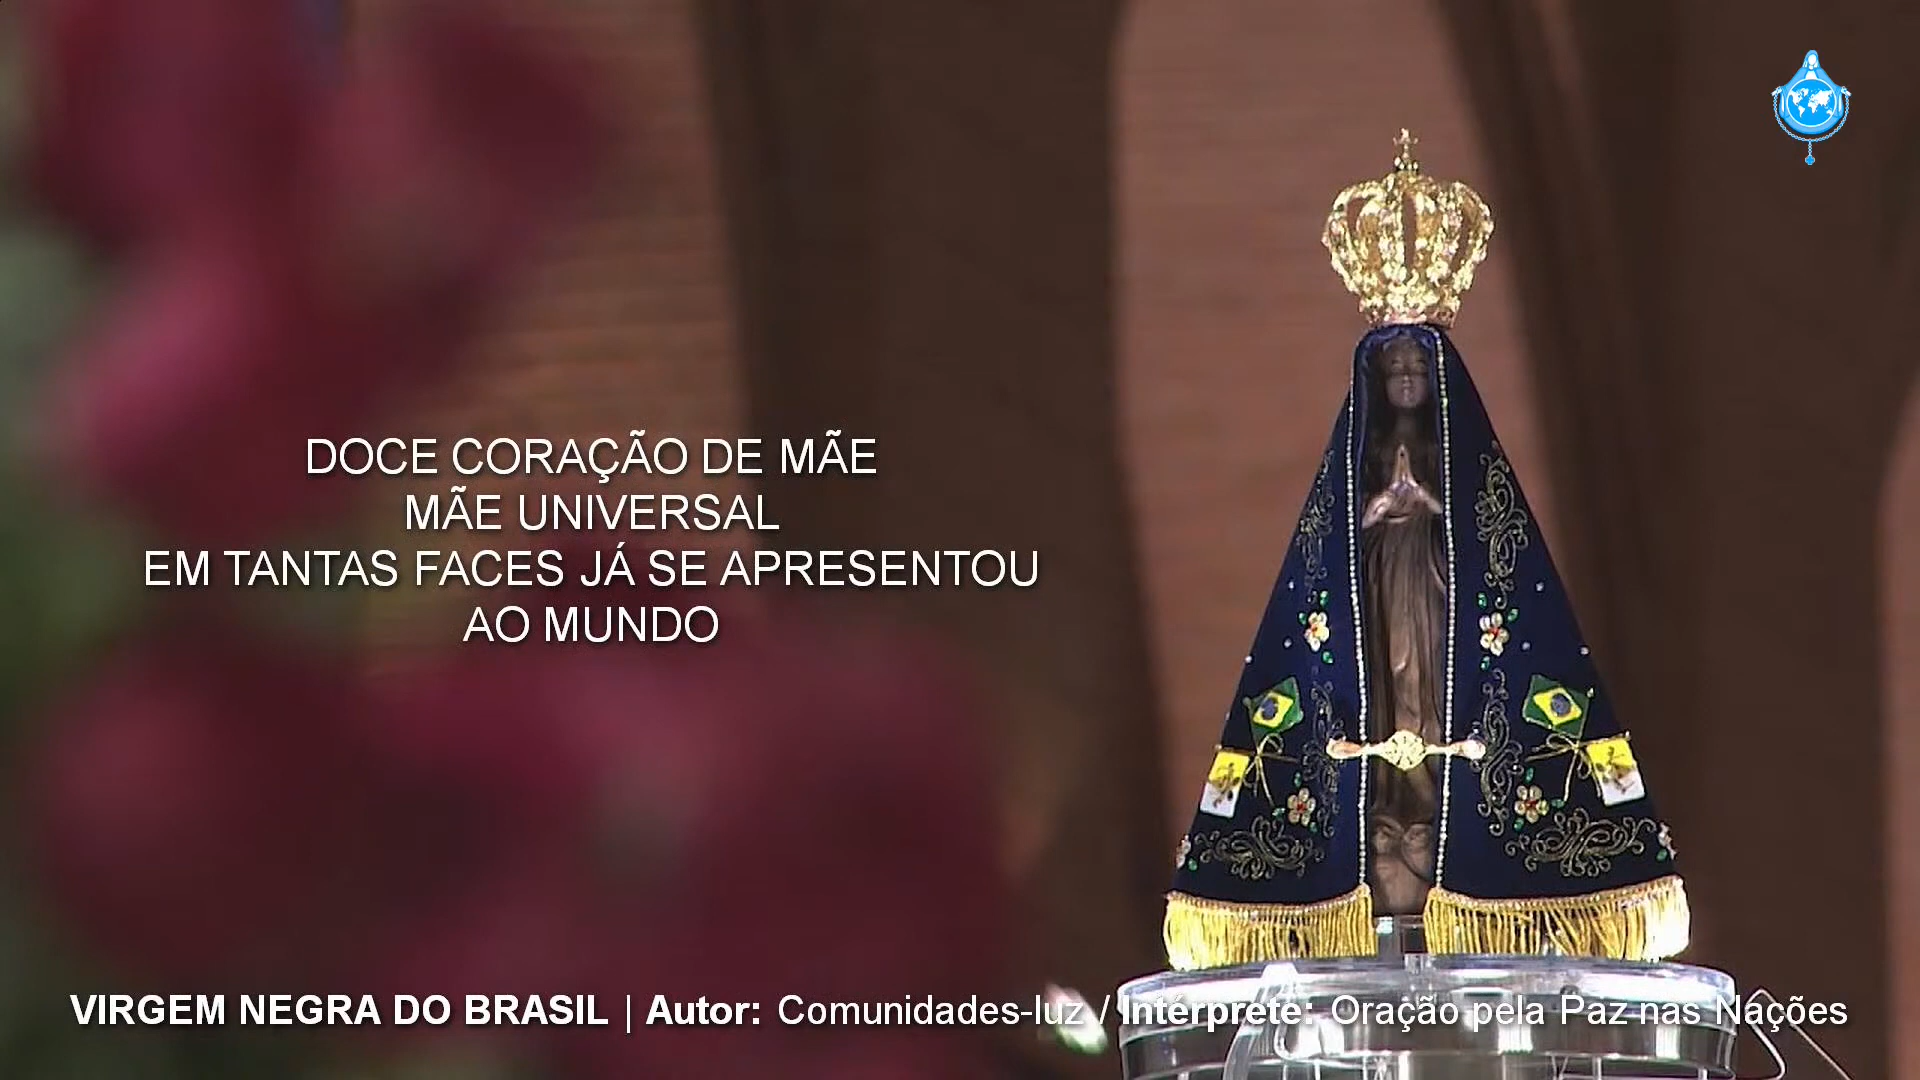 DOCE CORAÇÃO DE MÃE
MÃE UNIVERSAL
EM TANTAS FACES JÁ SE APRESENTOU
AO MUNDO
VIRGEM NEGRA DO BRASIL | Autor: Comunidades-luz / Intérprete: Oração pela Paz nas Nações